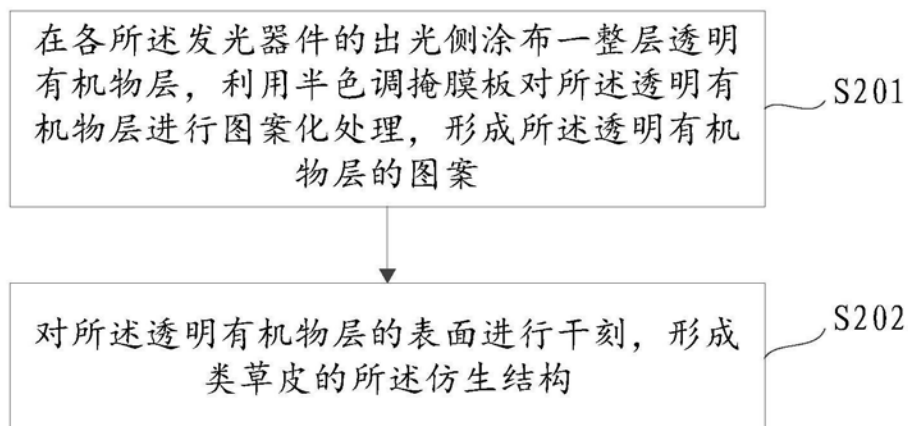 在各所述发光器件的出光侧涂布一整层透明
有机物层，利用半色调掩膜板对所述透明有
机物层进行图案化处理，形成所述透明有机
物层的图案
S201
对所述透明有机物层的表面进行干刻，形成
类草皮的所述仿生结构
S202